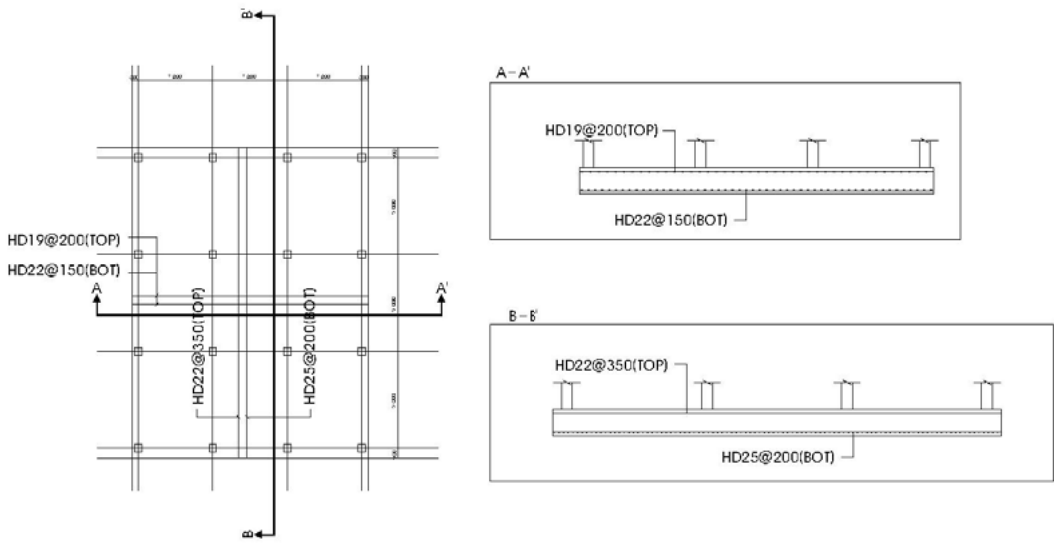 B'
A-A'
HD19@200(TOP)
HD22@150(BOT)
HD19@200(TOP)
HD22@150(BOT)
A
A'
HD22@350(TOP)
HD25@200(BOT)
B
B-B'
HD22@350(TOP)
HD25@200(BOT)